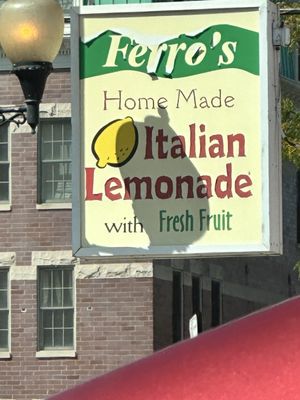 Ferro's
Home Made
Italian
Lemonade
with Fresh Fruit